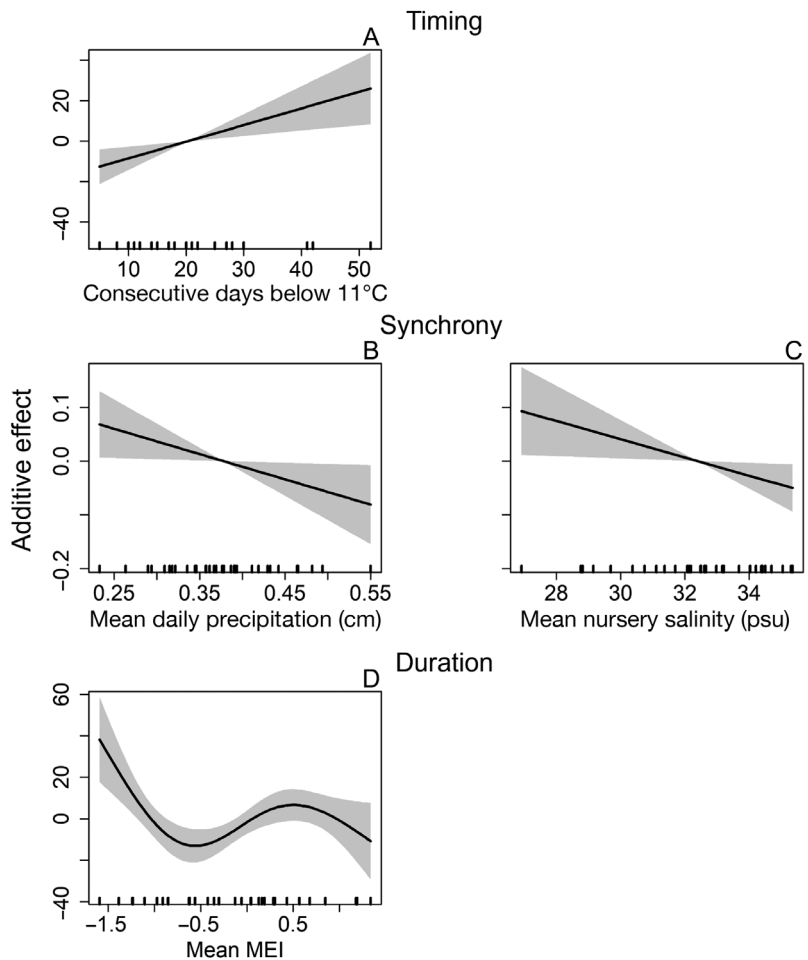 Timing
A
20
0
−40
10 20 30 40 50
Consecutive days below 11°C
Synchrony
B
C
Additive effect
0.1
0.0
−0.2
0.25 0.35 0.45 0.55
28 30 32 34
Mean daily precipitation (cm)
Mean nursery salinity (psu)
Duration
D
60
20
0
−40
−1.5 −0.5 0.5
Mean MEI